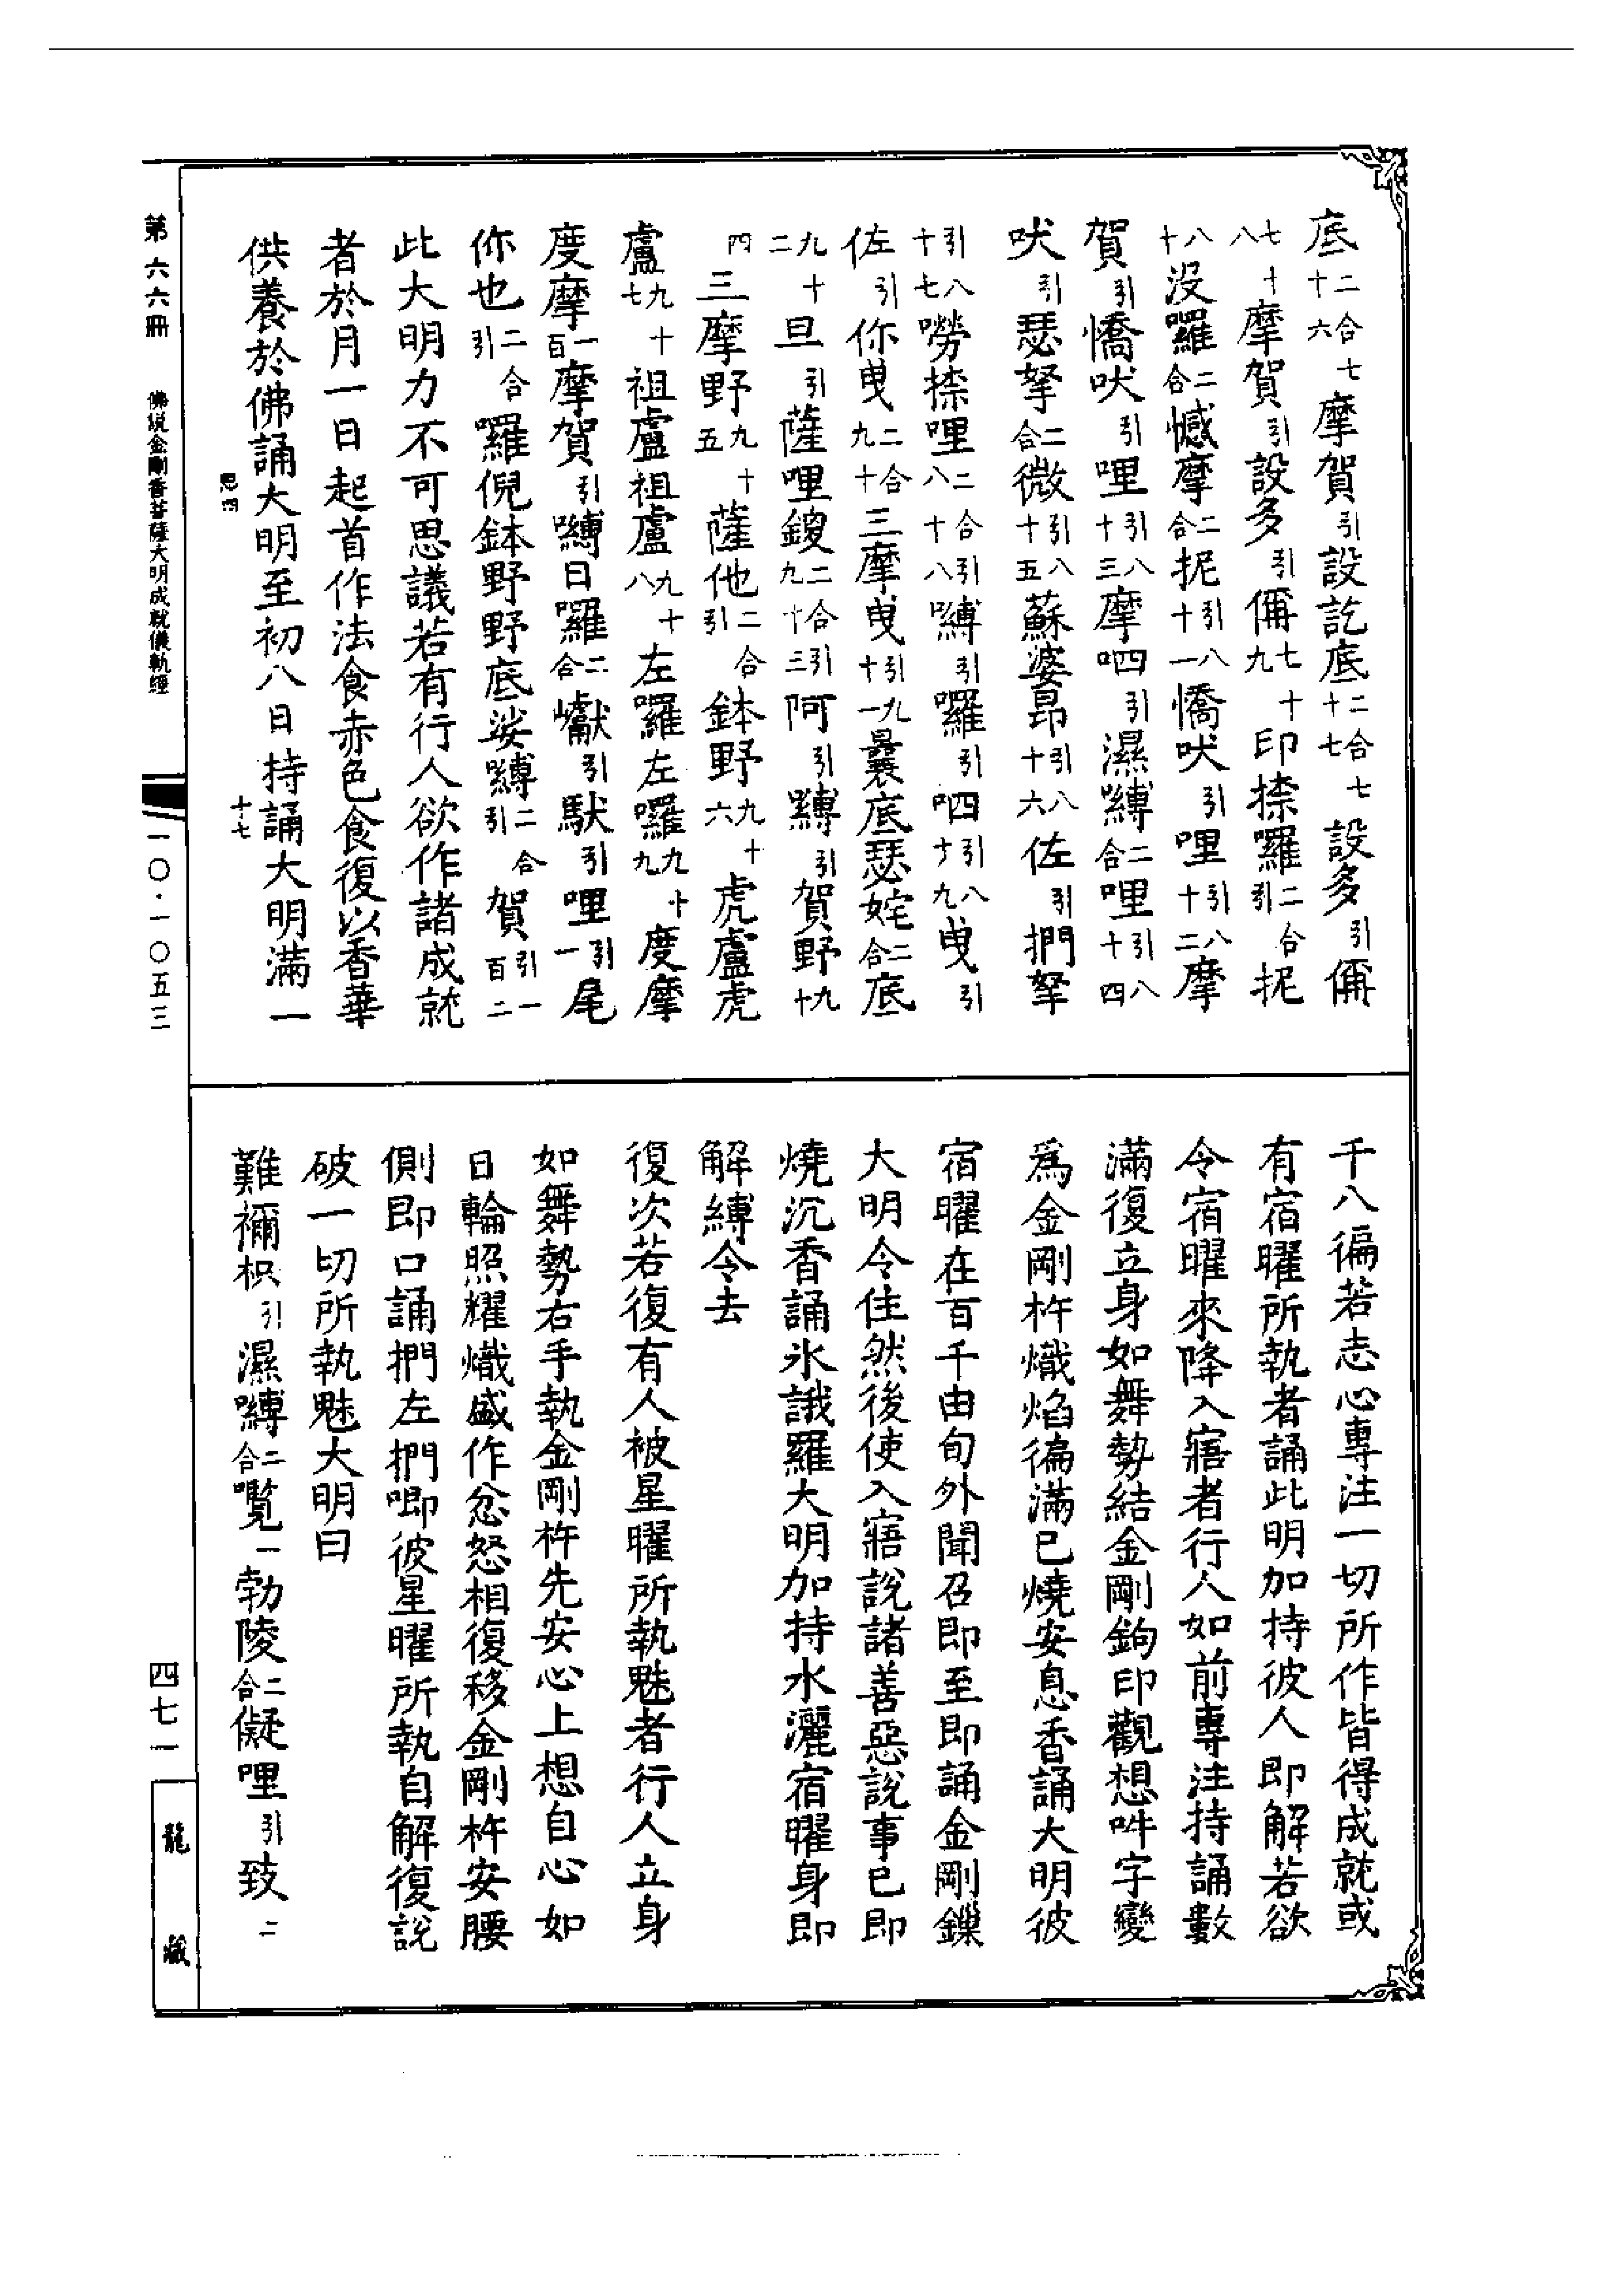 底二合七十六摩賀引設訖底二合七十七設多引儞
七十八摩賀引設多引儞七十九印捺囉二合引抳
八十沒囉二合憾摩二合抳引八十一憍吠引哩引八十二摩
賀引憍吠引哩引八十三摩呬引濕嚩二合哩引八十四
吠引瑟拏二合微引八十五蘇婆昂引八十六佐引捫拏
引八十七嘮捺哩二合引八十八嚩引囉引呬引八十九曳引
佐引你曳二合九十三摩曳引九十一曩底瑟姹二合底
九十二旦引薩哩鍐二合引九十三阿引嚩引賀野九十
四三摩野九十五薩他二合引鉢野九十六虎盧虎
盧九十七祖盧祖盧九十八左囉左囉九十九度摩
度摩一百摩賀引嚩日囉二合巘引馱引哩引一尾
你也二合引囉倪鉢野野底娑嚩二合引賀引一百二
此大明力不可思議若有行人欲作諸成就
者於月一日起首作法食赤色食復以香華
供養於佛誦大明至初八日持誦大明滿一
思四 十七
千八徧若志心專注一切所作皆得成就或
有宿曜所執者誦此明加持彼人即解若欲
令宿曜來降入寤者行人如前專注持誦數
滿復立身如舞勢結金剛鉤印觀想吽字變
為金剛杵熾焰徧滿已燒安息香誦大明彼
宿曜在百千由旬外聞召即至即誦金剛鏁
大明令住然後使入寤說諸善惡說事已即
燒沉香誦氷誐羅大明加持水灑宿曜身即
解縛令去
復次若復有人被星曜所執魅者行人立身
如舞勢右手執金剛杵先安心上想自心如
日輪照耀熾盛作忿怒相復移金剛杵安腰
側即口誦捫左捫唧彼星曜所執自解復說
破一切所執魅大明曰
難禰枳引濕嚩二合覽一勃陵二合儗哩引致二
第六六冊 佛說金剛香菩薩大明成就儀軌經 一〇·一〇五三 四七一 龍藏